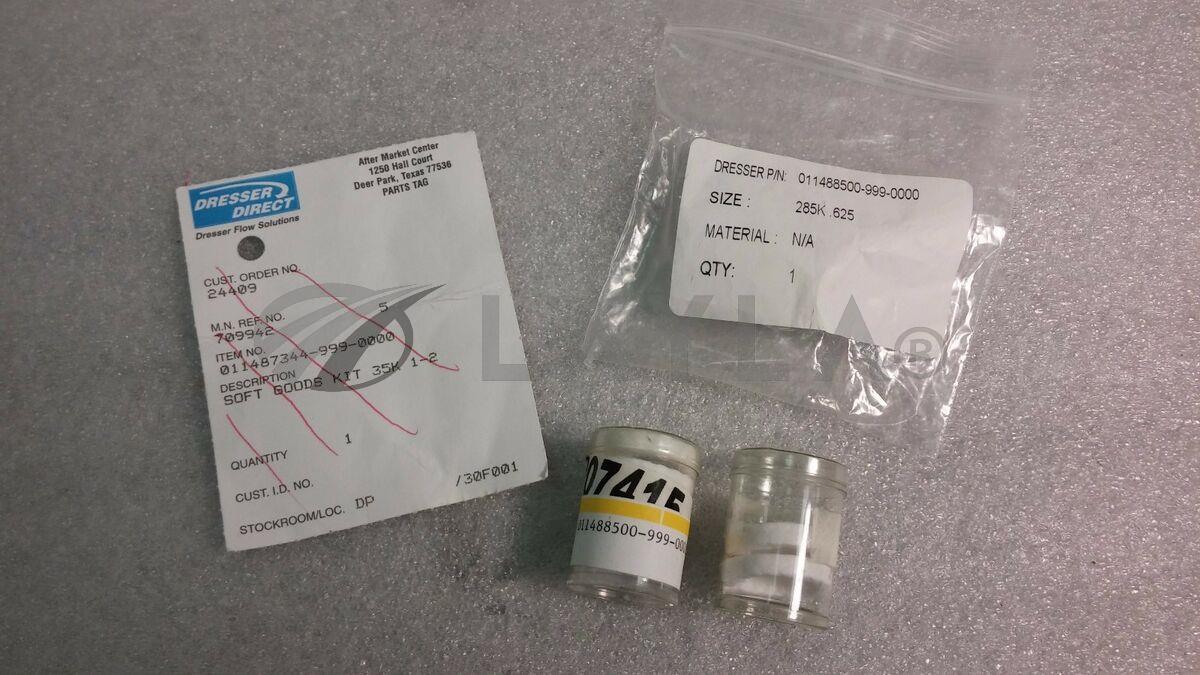 After Market Center
1250 Hall Court
Deer Park, Texas 77536
PARTS TAG
DRESSER
DIRECT
Dresser Flow Solutions
CUST. ORDER NO.
24409
M.N. REF. NO. 5
709942
ITEM NO.
011487344-999-0000
DESCRIPTION
SOFT GOODS KIT 35K 1-2
QUANTITY 1
CUST. I.D. NO.
STOCKROOM/LOC. DP /30F001
DRESSER P/N: 011488500-999-0000
SIZE : 285K .625
MATERIAL : N/A
QTY: 1
707415
011488500-999-000
LAYLA®